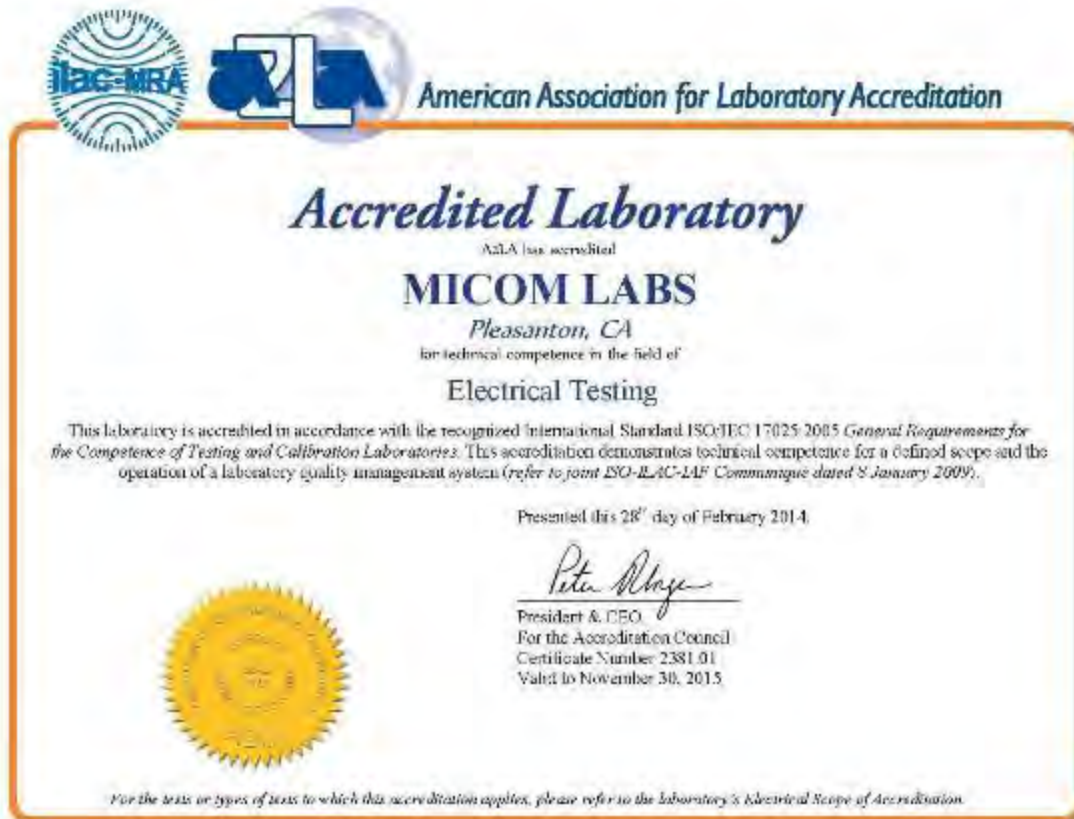 ilac-MRA
A2LA
American Association for Laboratory Accreditation
Accredited Laboratory
A2LA has accredited
MICOM LABS
Pleasanton, CA
for technical competence in the field of
Electrical Testing
This laboratory is accredited in accordance with the recognized International Standard ISO/IEC 17025:2005 General Requirements for
the Competence of Testing and Calibration Laboratories. This accreditation demonstrates technical competence for a defined scope and the
operation of a laboratory quality management system (refer to joint ISO-ILAC-IAF Communique dated 8 January 2009).
Presented this 28th day of February 2014.
Peter
President & CEO
For the Accreditation Council
Certificate Number 2381.01
Valid to November 30, 2015
For the tests or types of tests to which this accreditation applies, please refer to the laboratory's Electrical Scope of Accreditation.